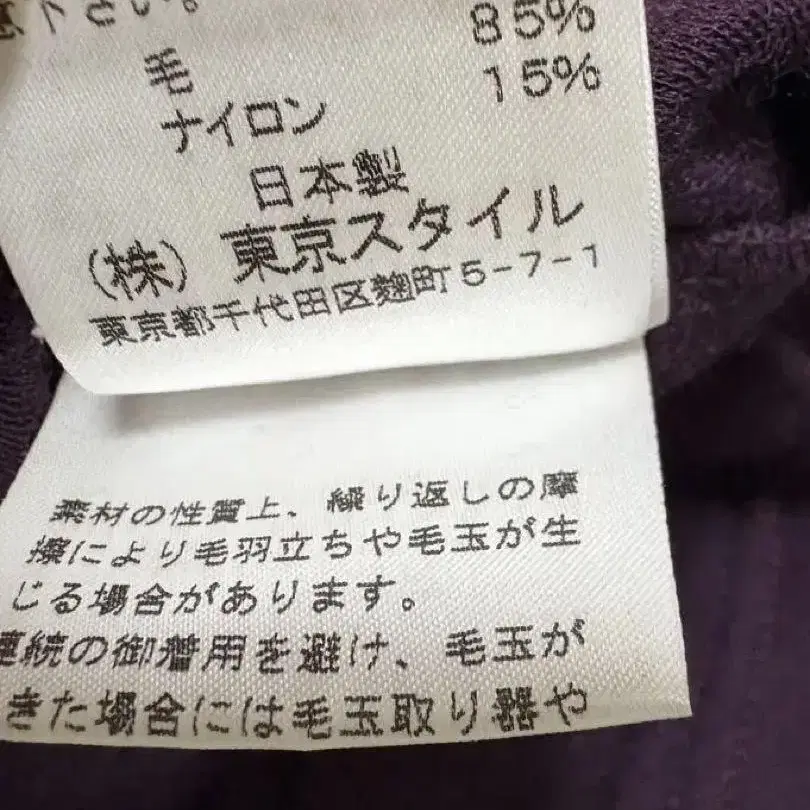 下さい。
毛 85%
ナイロン 15%
日本製
(株) 東京スタイル
東京都千代田区麹町5-7-1
素材の性質上、繰り返しの摩
擦により毛羽立ちや毛玉が生
じる場合があります。
連続の御着用を避け、毛玉が
きた場合には毛玉取り器や